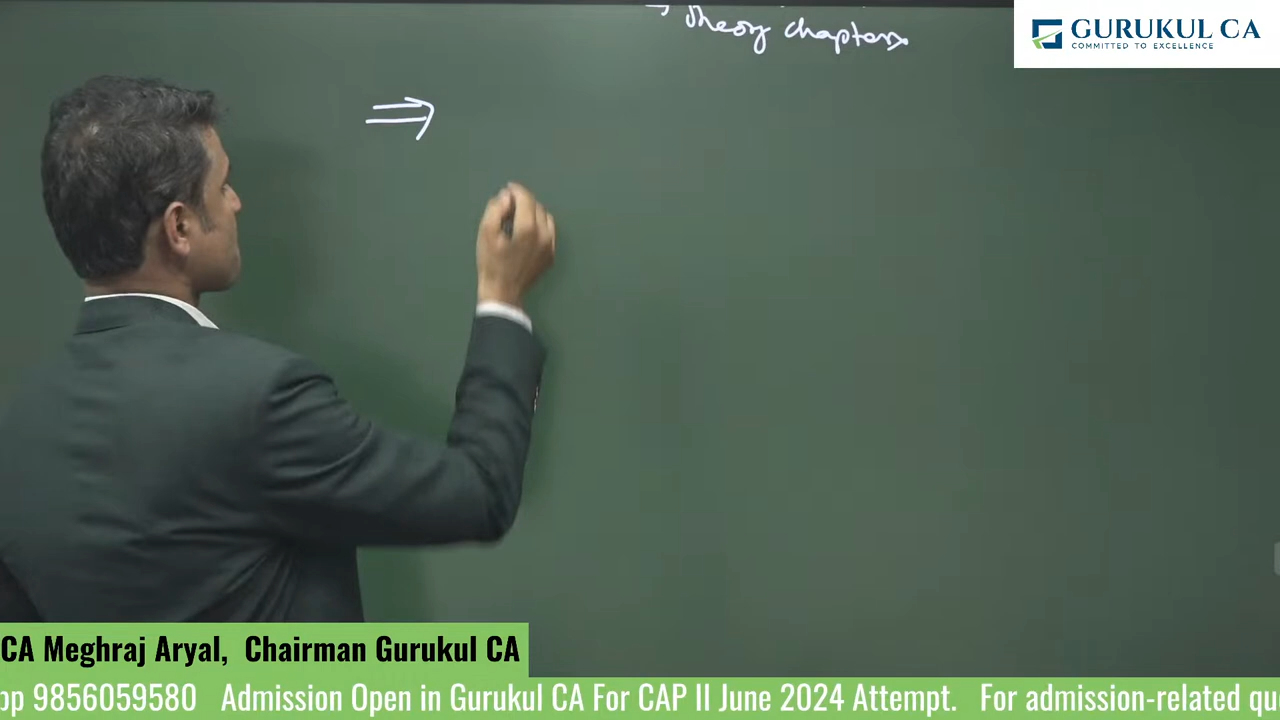 → Theory chapters
GURUKUL CA
COMMITTED TO EXCELLENCE
⇒
CA Meghraj Aryal, Chairman Gurukul CA
pp 9856059580 Admission Open in Gurukul CA For CAP II June 2024 Attempt. For admission-related qu